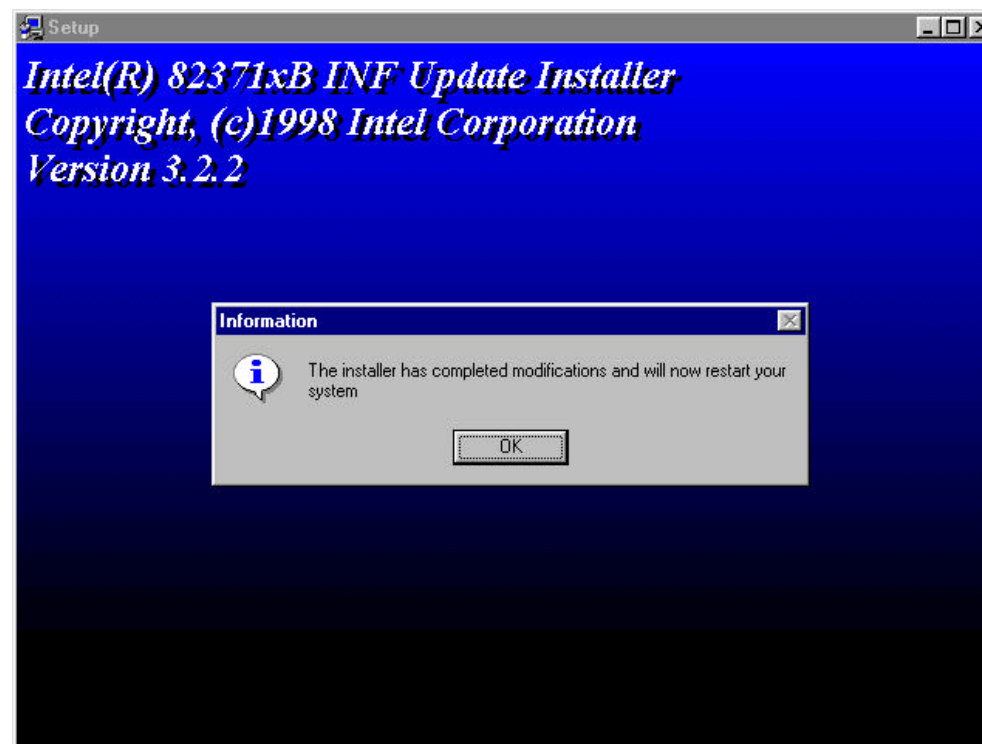 Setup
Intel(R) 82371xB INF Update Installer
Copyright, (c)1998 Intel Corporation
Version 3.2.2
Information
The installer has completed modifications and will now restart your
system
OK